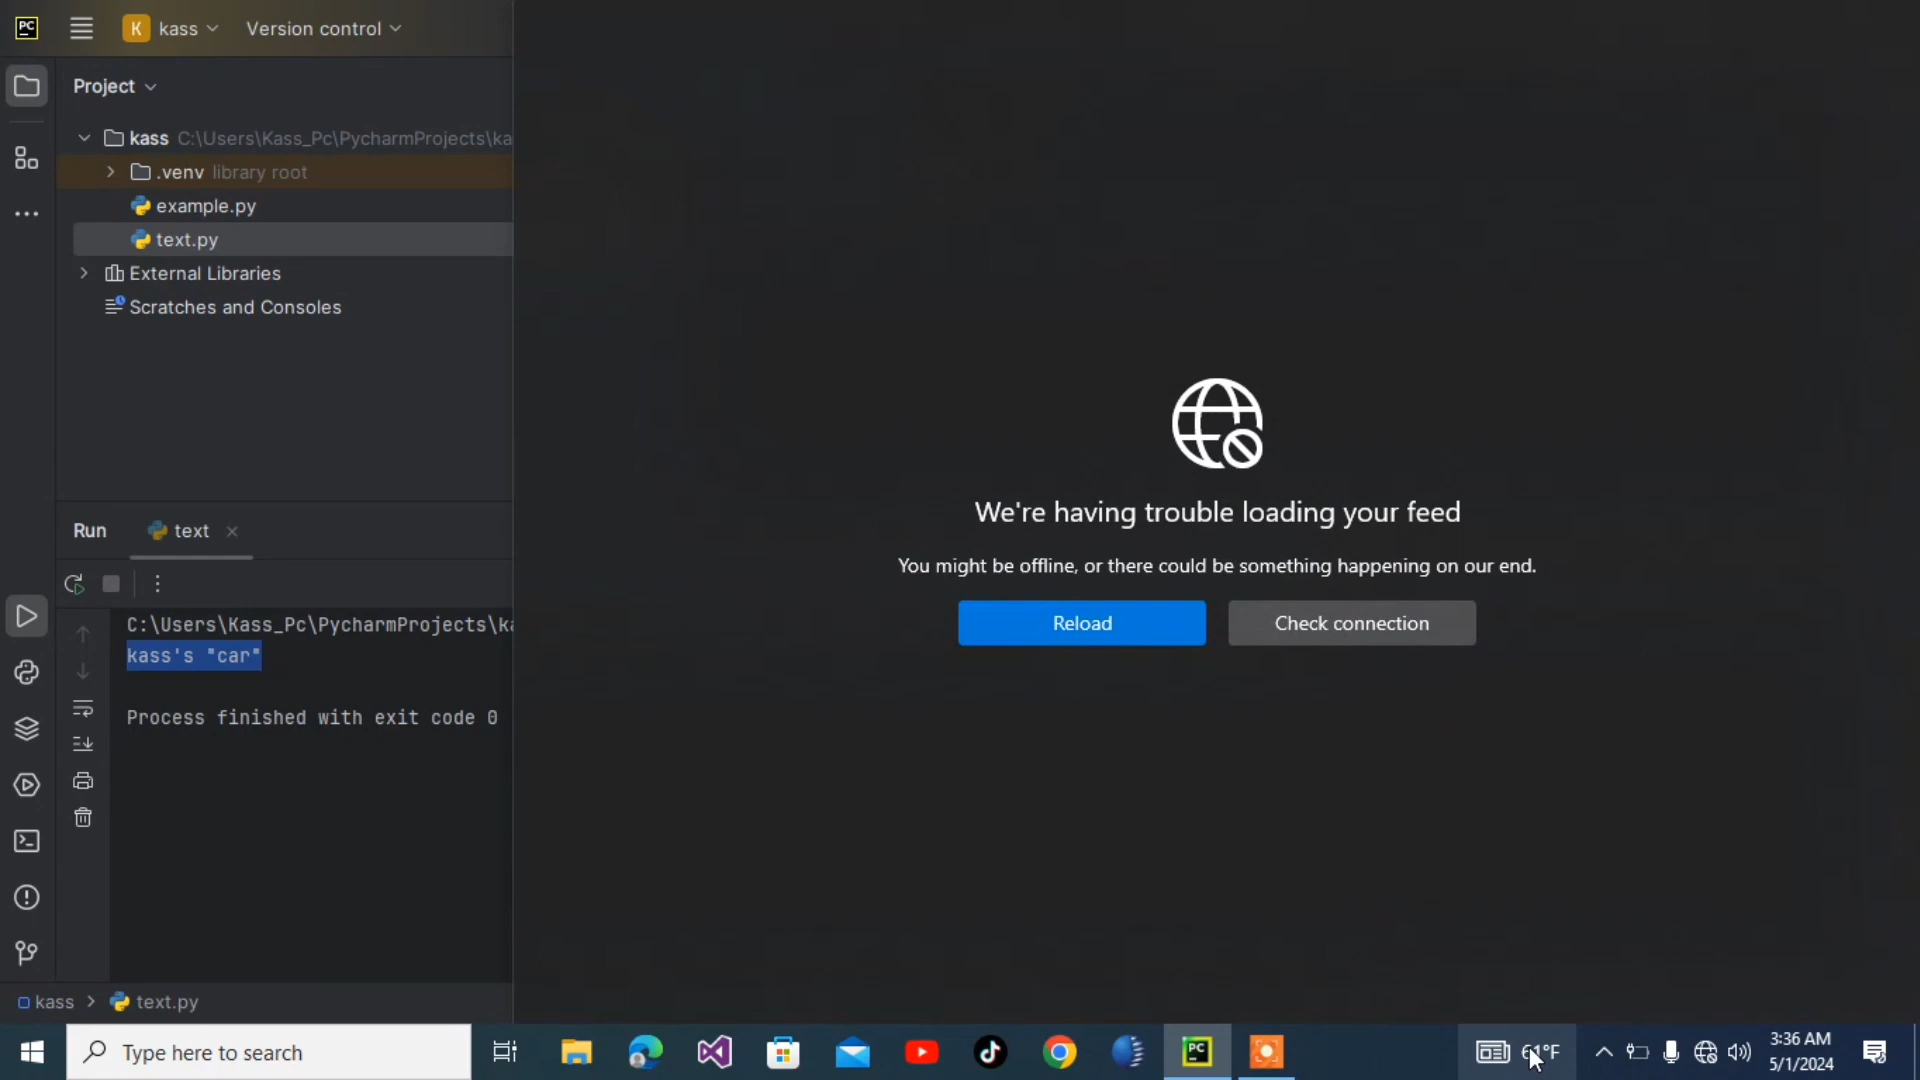 PC
K kass
Version control
Project
kass C:\Users\Kass_Pc\PycharmProjects\ka
.venv library root
example.py
text.py
External Libraries
Scratches and Consoles
We're having trouble loading your feed
You might be offline, or there could be something happening on our end.
Reload
Check connection
Run
text
C:\Users\Kass_Pc\PycharmProjects\ka
kass's "car"
Process finished with exit code 0
kass > text.py
Type here to search
PC
3:36 AM
5/1/2024